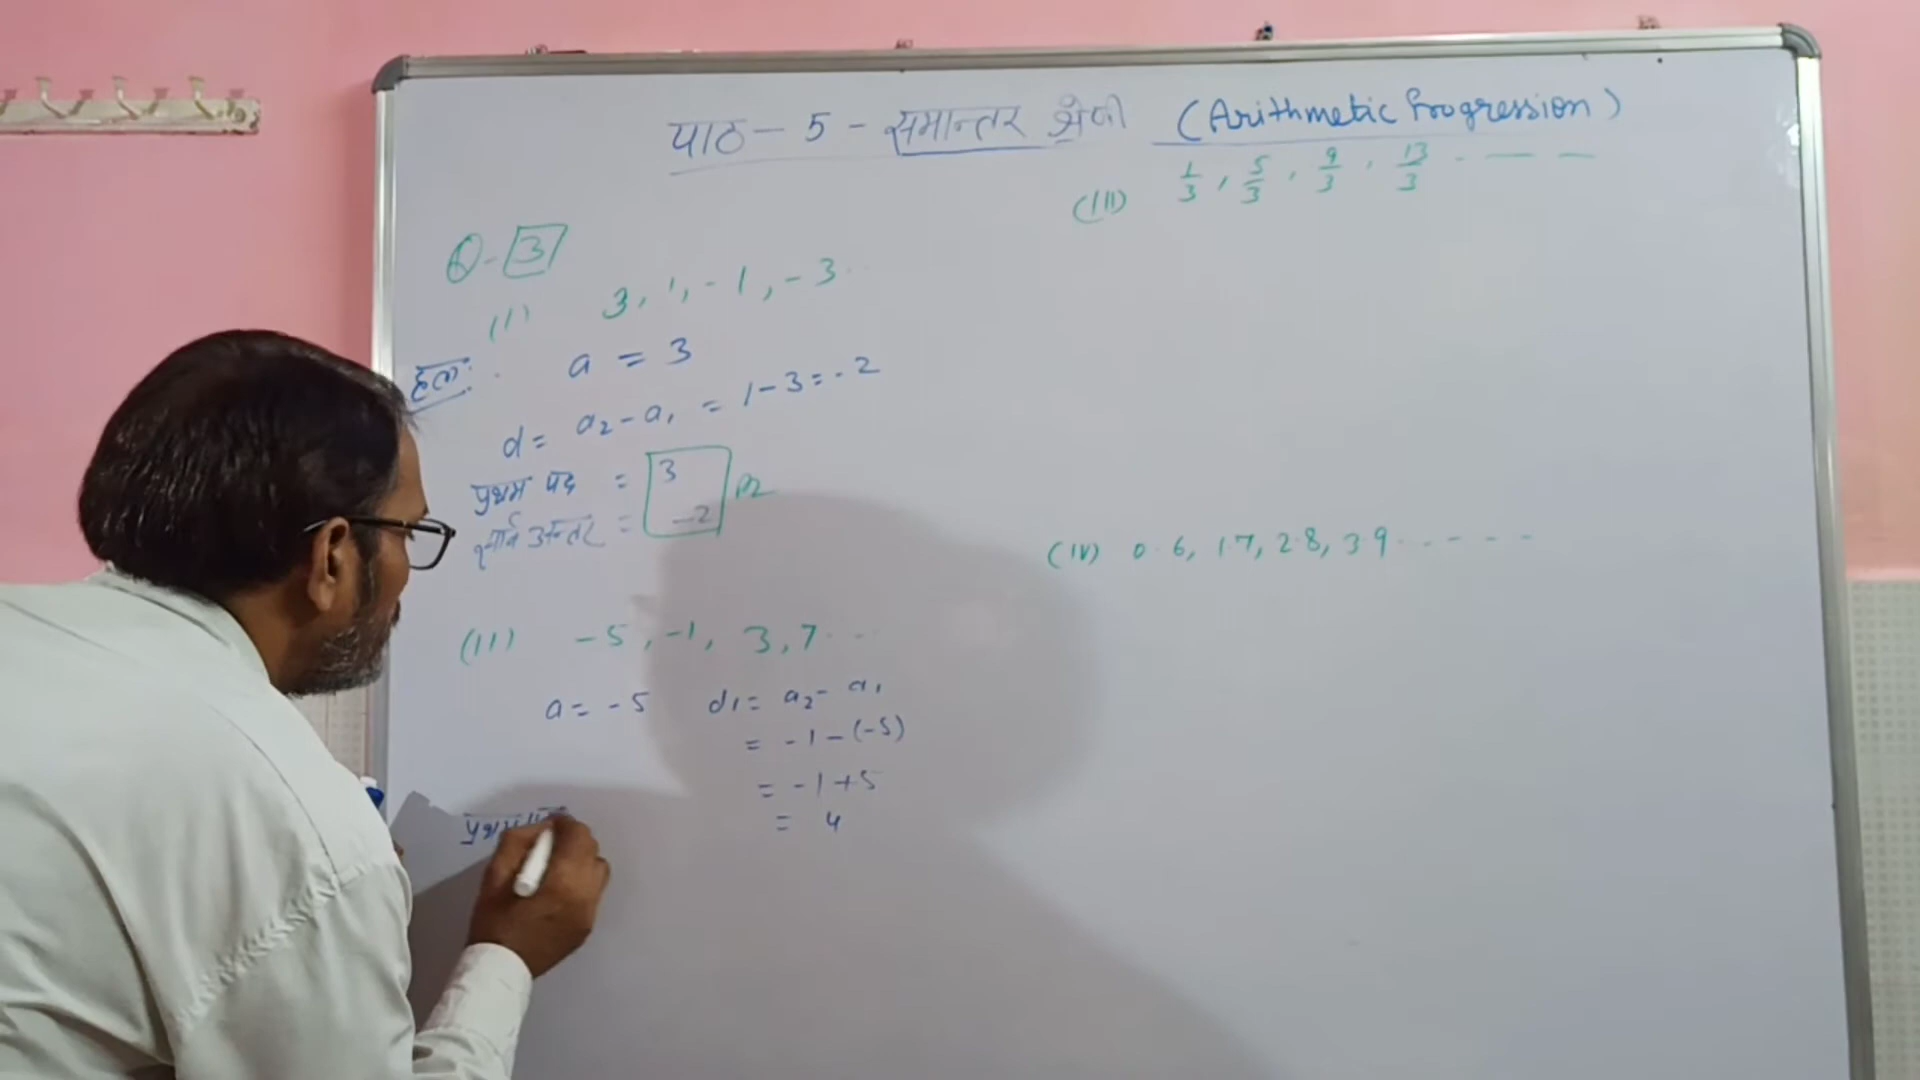 पाठ - 5 - समान्तर श्रेणी (Arithmetic Progression)
Q-3
(I) 3, 1, -1, -3 ..
हल:- a = 3
d = a₂ - a₁ = 1 - 3 = -2
प्रथम पद = 3
सार्व अन्तर = -2
(II) -5, -1, 3, 7 ...
a = -5 d₁ = a₂ - a₁
= -1 - (-5)
= -1 + 5
= 4
प्रथम
(III) 1/3, 5/3, 9/3, 13/3 . — —
(IV) 0.6, 1.7, 2.8, 3.9 . . - - - -